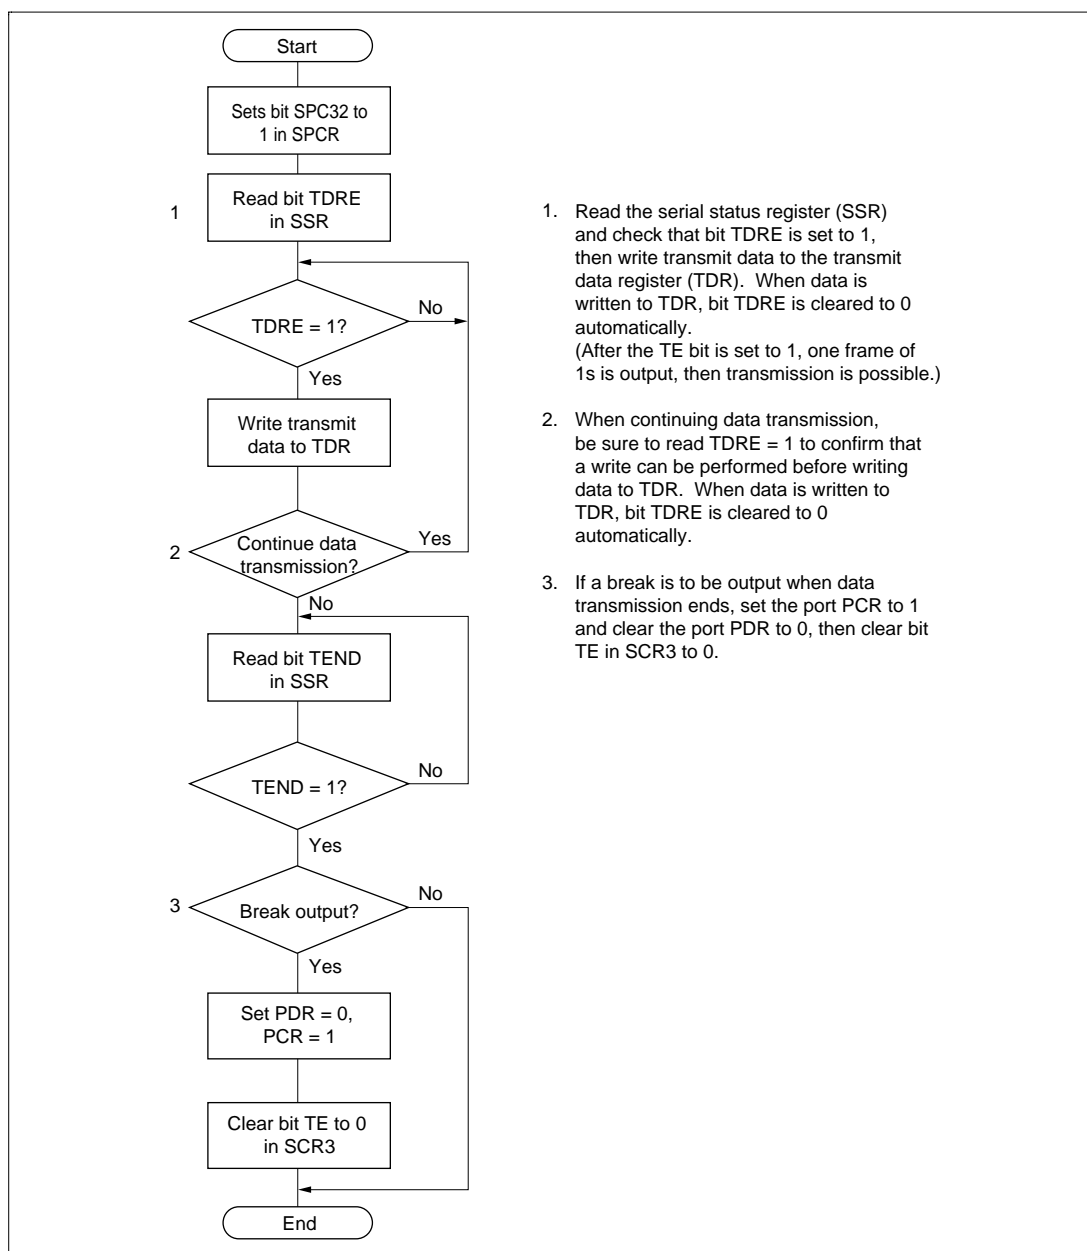 Start
Sets bit SPC32 to
1 in SPCR
1
Read bit TDRE
in SSR
TDRE = 1?
No
Yes
Write transmit
data to TDR
2
Continue data
transmission?
Yes
No
Read bit TEND
in SSR
TEND = 1?
No
Yes
3
Break output?
No
Yes
Set PDR = 0,
PCR = 1
Clear bit TE to 0
in SCR3
End
1. Read the serial status register (SSR)
and check that bit TDRE is set to 1,
then write transmit data to the transmit
data register (TDR). When data is
written to TDR, bit TDRE is cleared to 0
automatically.
(After the TE bit is set to 1, one frame of
1s is output, then transmission is possible.)
2. When continuing data transmission,
be sure to read TDRE = 1 to confirm that
a write can be performed before writing
data to TDR. When data is written to
TDR, bit TDRE is cleared to 0
automatically.
3. If a break is to be output when data
transmission ends, set the port PCR to 1
and clear the port PDR to 0, then clear bit
TE in SCR3 to 0.